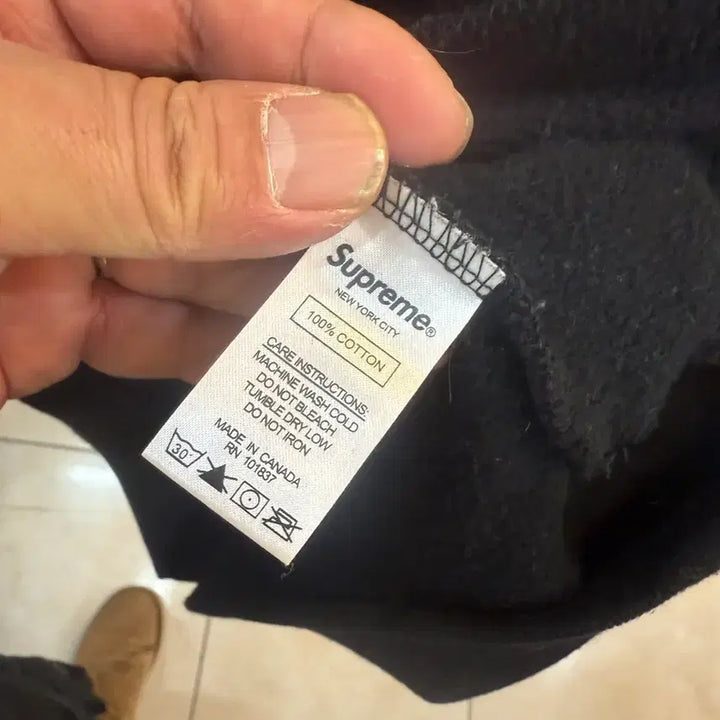 Supreme®
NEW YORK CITY
100% COTTON
CARE INSTRUCTIONS:
MACHINE WASH COLD
DO NOT BLEACH
TUMBLE DRY LOW
DO NOT IRON
MADE IN CANADA
RN 101837
30°